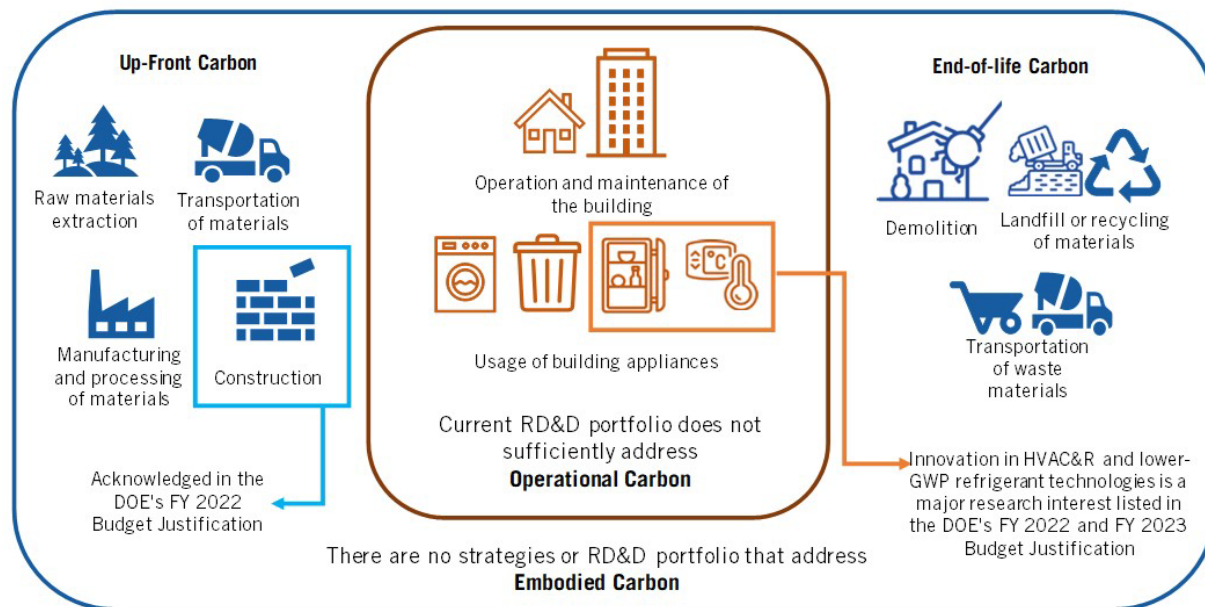 Up-Front Carbon
Raw materials
extraction
Transportation
of materials
Manufacturing
and processing
of materials
Construction
Acknowledged in the
DOE's FY 2022
Budget Justification
Operation and maintenance of
the building
°C
Usage of building appliances
Current RD&D portfolio does not
sufficiently address
Operational Carbon
End-of-life Carbon
Demolition
Landfill or recycling
of materials
Transportation
of waste
materials
Innovation in HVAC&R and lower-
GWP refrigerant technologies is a
major research interest listed in
the DOE's FY 2022 and FY 2023
Budget Justification
There are no strategies or RD&D portfolio that address
Embodied Carbon